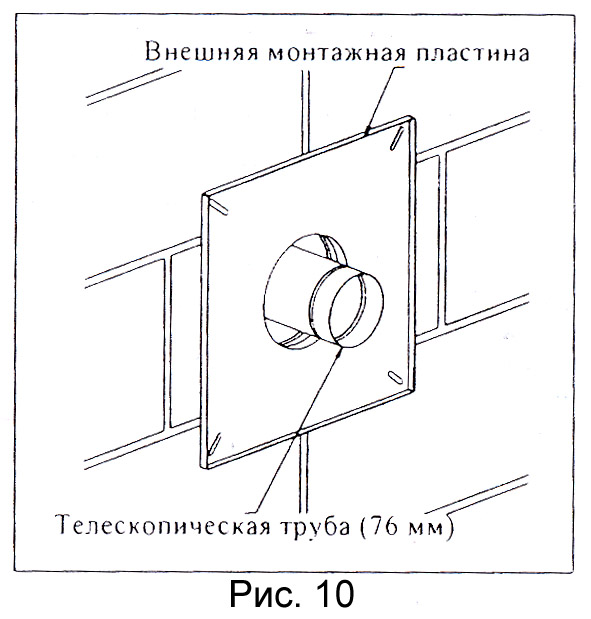 Внешняя монтажная пластина
Телескопическая труба (76 мм)
Рис. 10